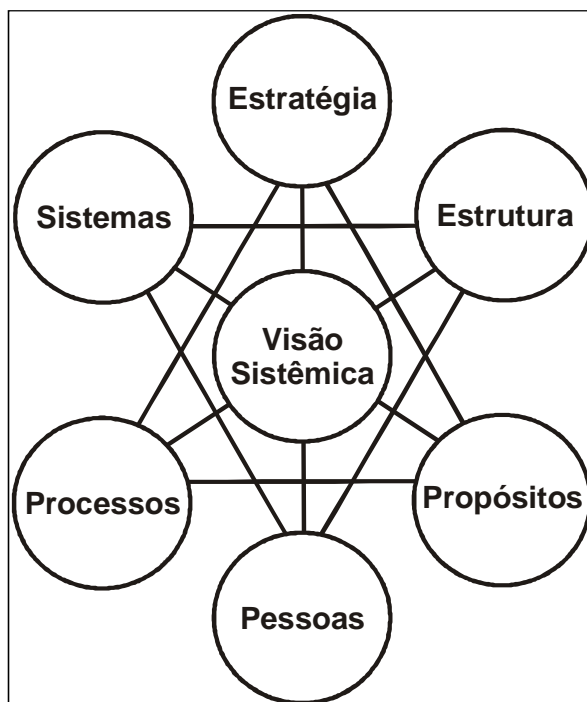 Estratégia
Sistemas
Estrutura
Visão
Sistêmica
Processos
Propósitos
Pessoas